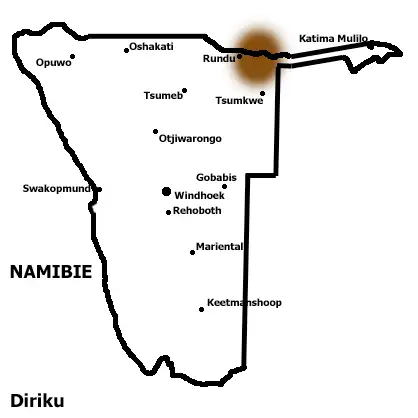 Katima Mulilo
Oshakati
Opuwo
Rundu
Tsumeb
Tsumkwe
Otjiwarongo
Gobabis
Swakopmund
Windhoek
Rehoboth
Mariental
NAMIBIE
Keetmanshoop
Diriku